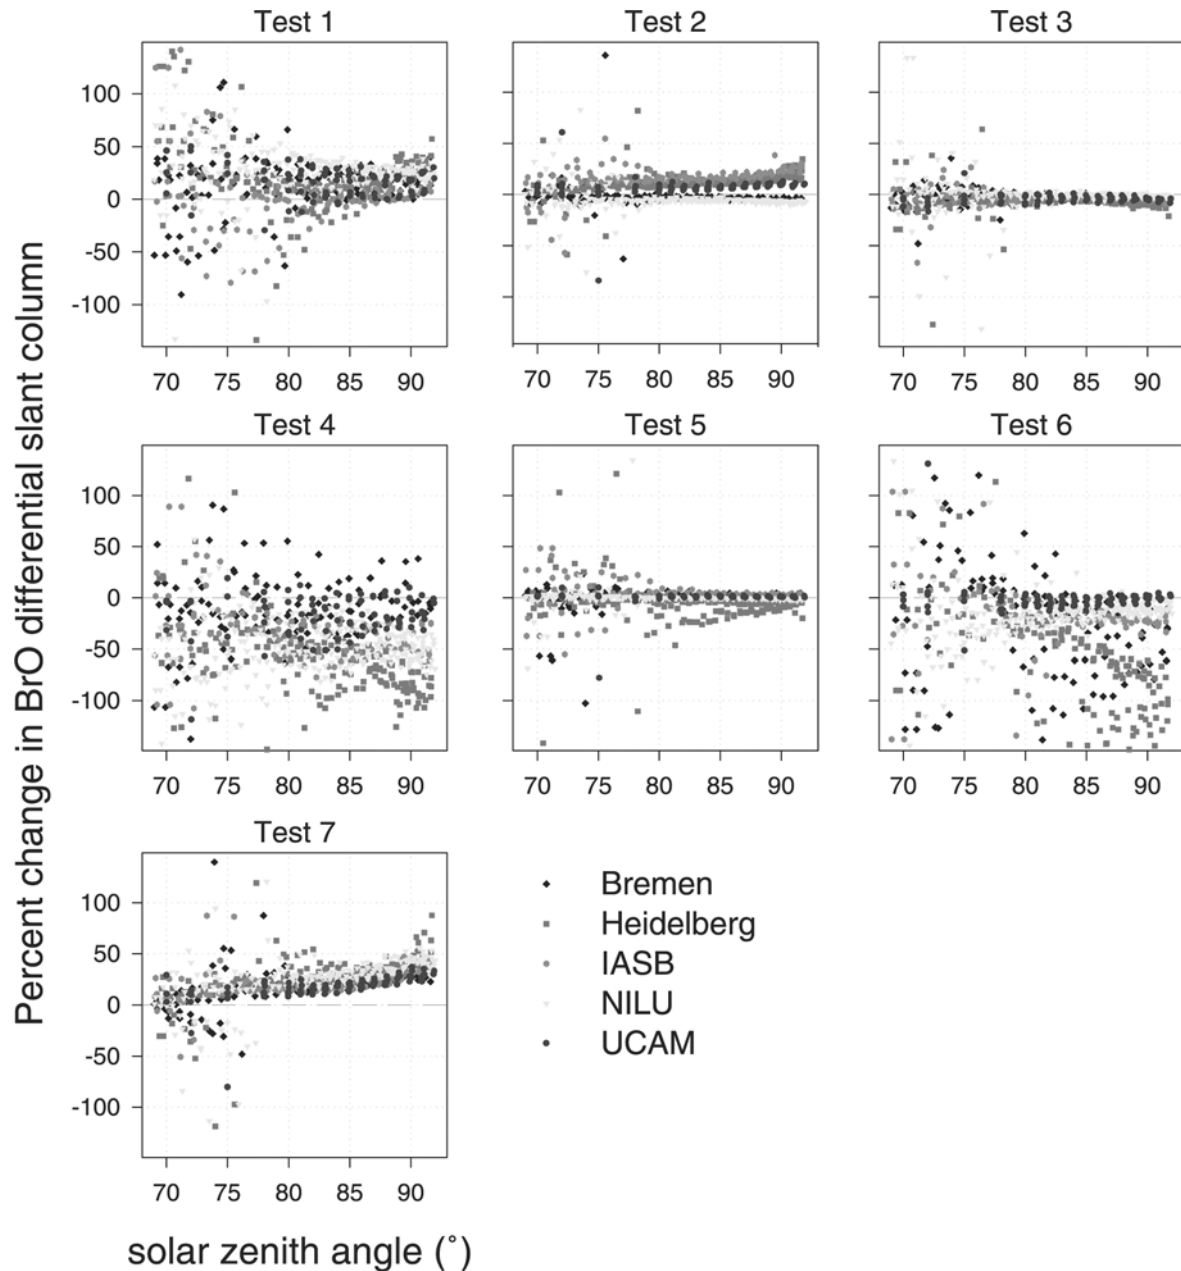 Test 1 Test 2 Test 3
100
50
0
-50
-100
70 75 80 85 90 70 75 80 85 90 70 75 80 85 90
Test 4 Test 5 Test 6
100
50
0
-50
-100
70 75 80 85 90 70 75 80 85 90 70 75 80 85 90
Test 7
100
50
0
-50
-100
70 75 80 85 90
Bremen
Heidelberg
IASB
NILU
UCAM
Percent change in BrO differential slant column
solar zenith angle (˚)